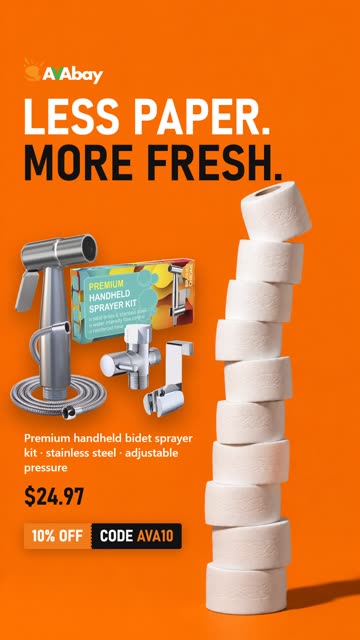 AVAbay
LESS PAPER.
MORE FRESH.
PREMIUM
HANDHELD
SPRAYER KIT
Premium handheld bidet sprayer
kit · stainless steel · adjustable
pressure
$24.97
10% OFF CODE AVA10